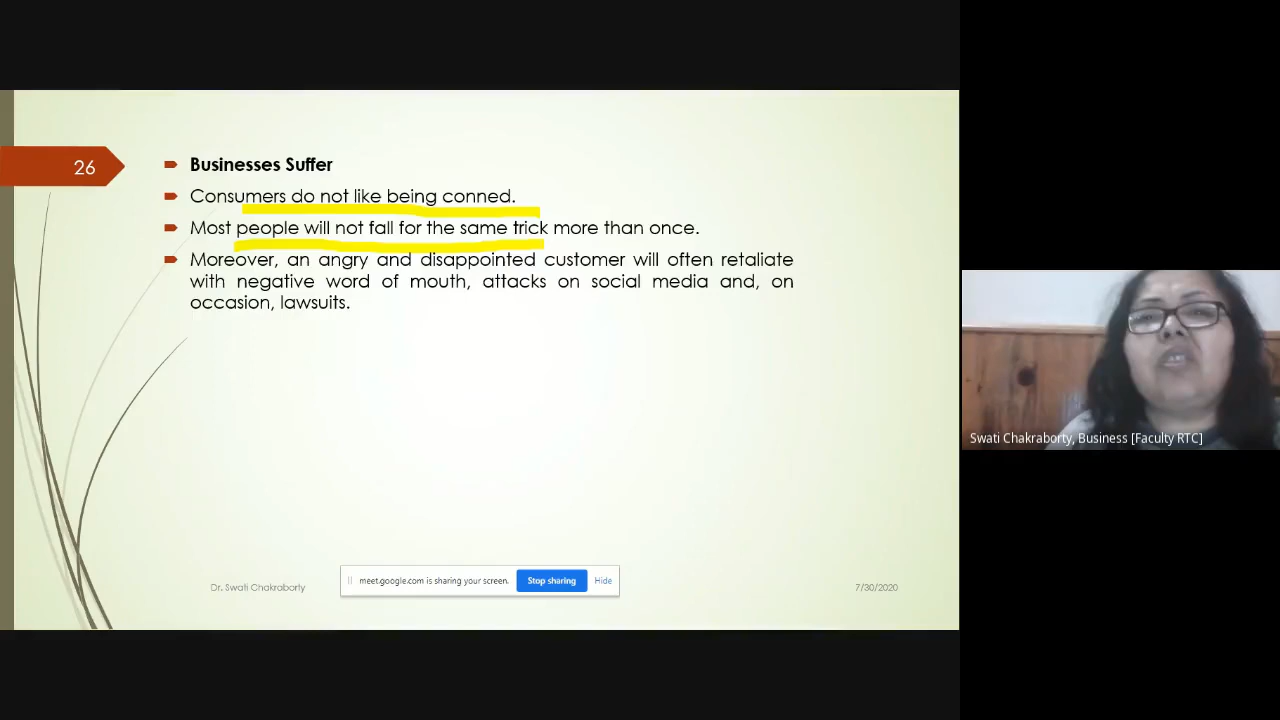 26
Businesses Suffer
Consumers do not like being conned.
Most people will not fall for the same trick more than once.
Moreover, an angry and disappointed customer will often retaliate
with negative word of mouth, attacks on social media and, on
occasion, lawsuits.
Swati Chakraborty, Business [Faculty RTC]
meet.google.com is sharing your screen.
Stop sharing
Hide
Dr. Swati Chakraborty
7/30/2020